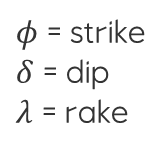 ϕ = strike
δ = dip
λ = rake